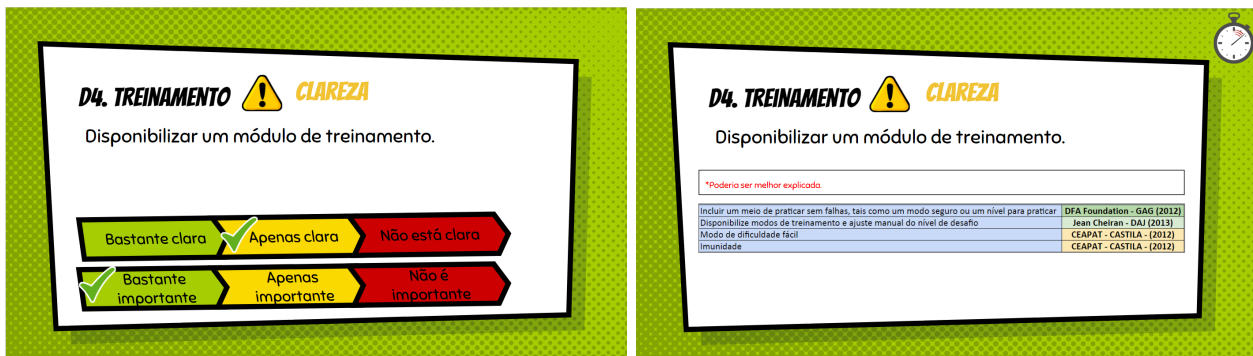 D4. TREINAMENTO
CLAREZA
Disponibilizar um módulo de treinamento.
Bastante clara
Apenas clara
Não está clara
Bastante
importante
Apenas
importante
Não é
importante
D4. TREINAMENTO
CLAREZA
Disponibilizar um módulo de treinamento.
*Poderia ser melhor explicada.
Incluir um meio de praticar sem falhas, tais como um modo seguro ou um nível para praticar DFA Foundation - GAG (2012)
Disponibilize modos de treinamento e ajuste manual do nível de desafio Jean Cheiran - DAJ (2013)
Modo de dificuldade fácil CEAPAT - CASTILA - (2012)
Imunidade CEAPAT - CASTILA - (2012)